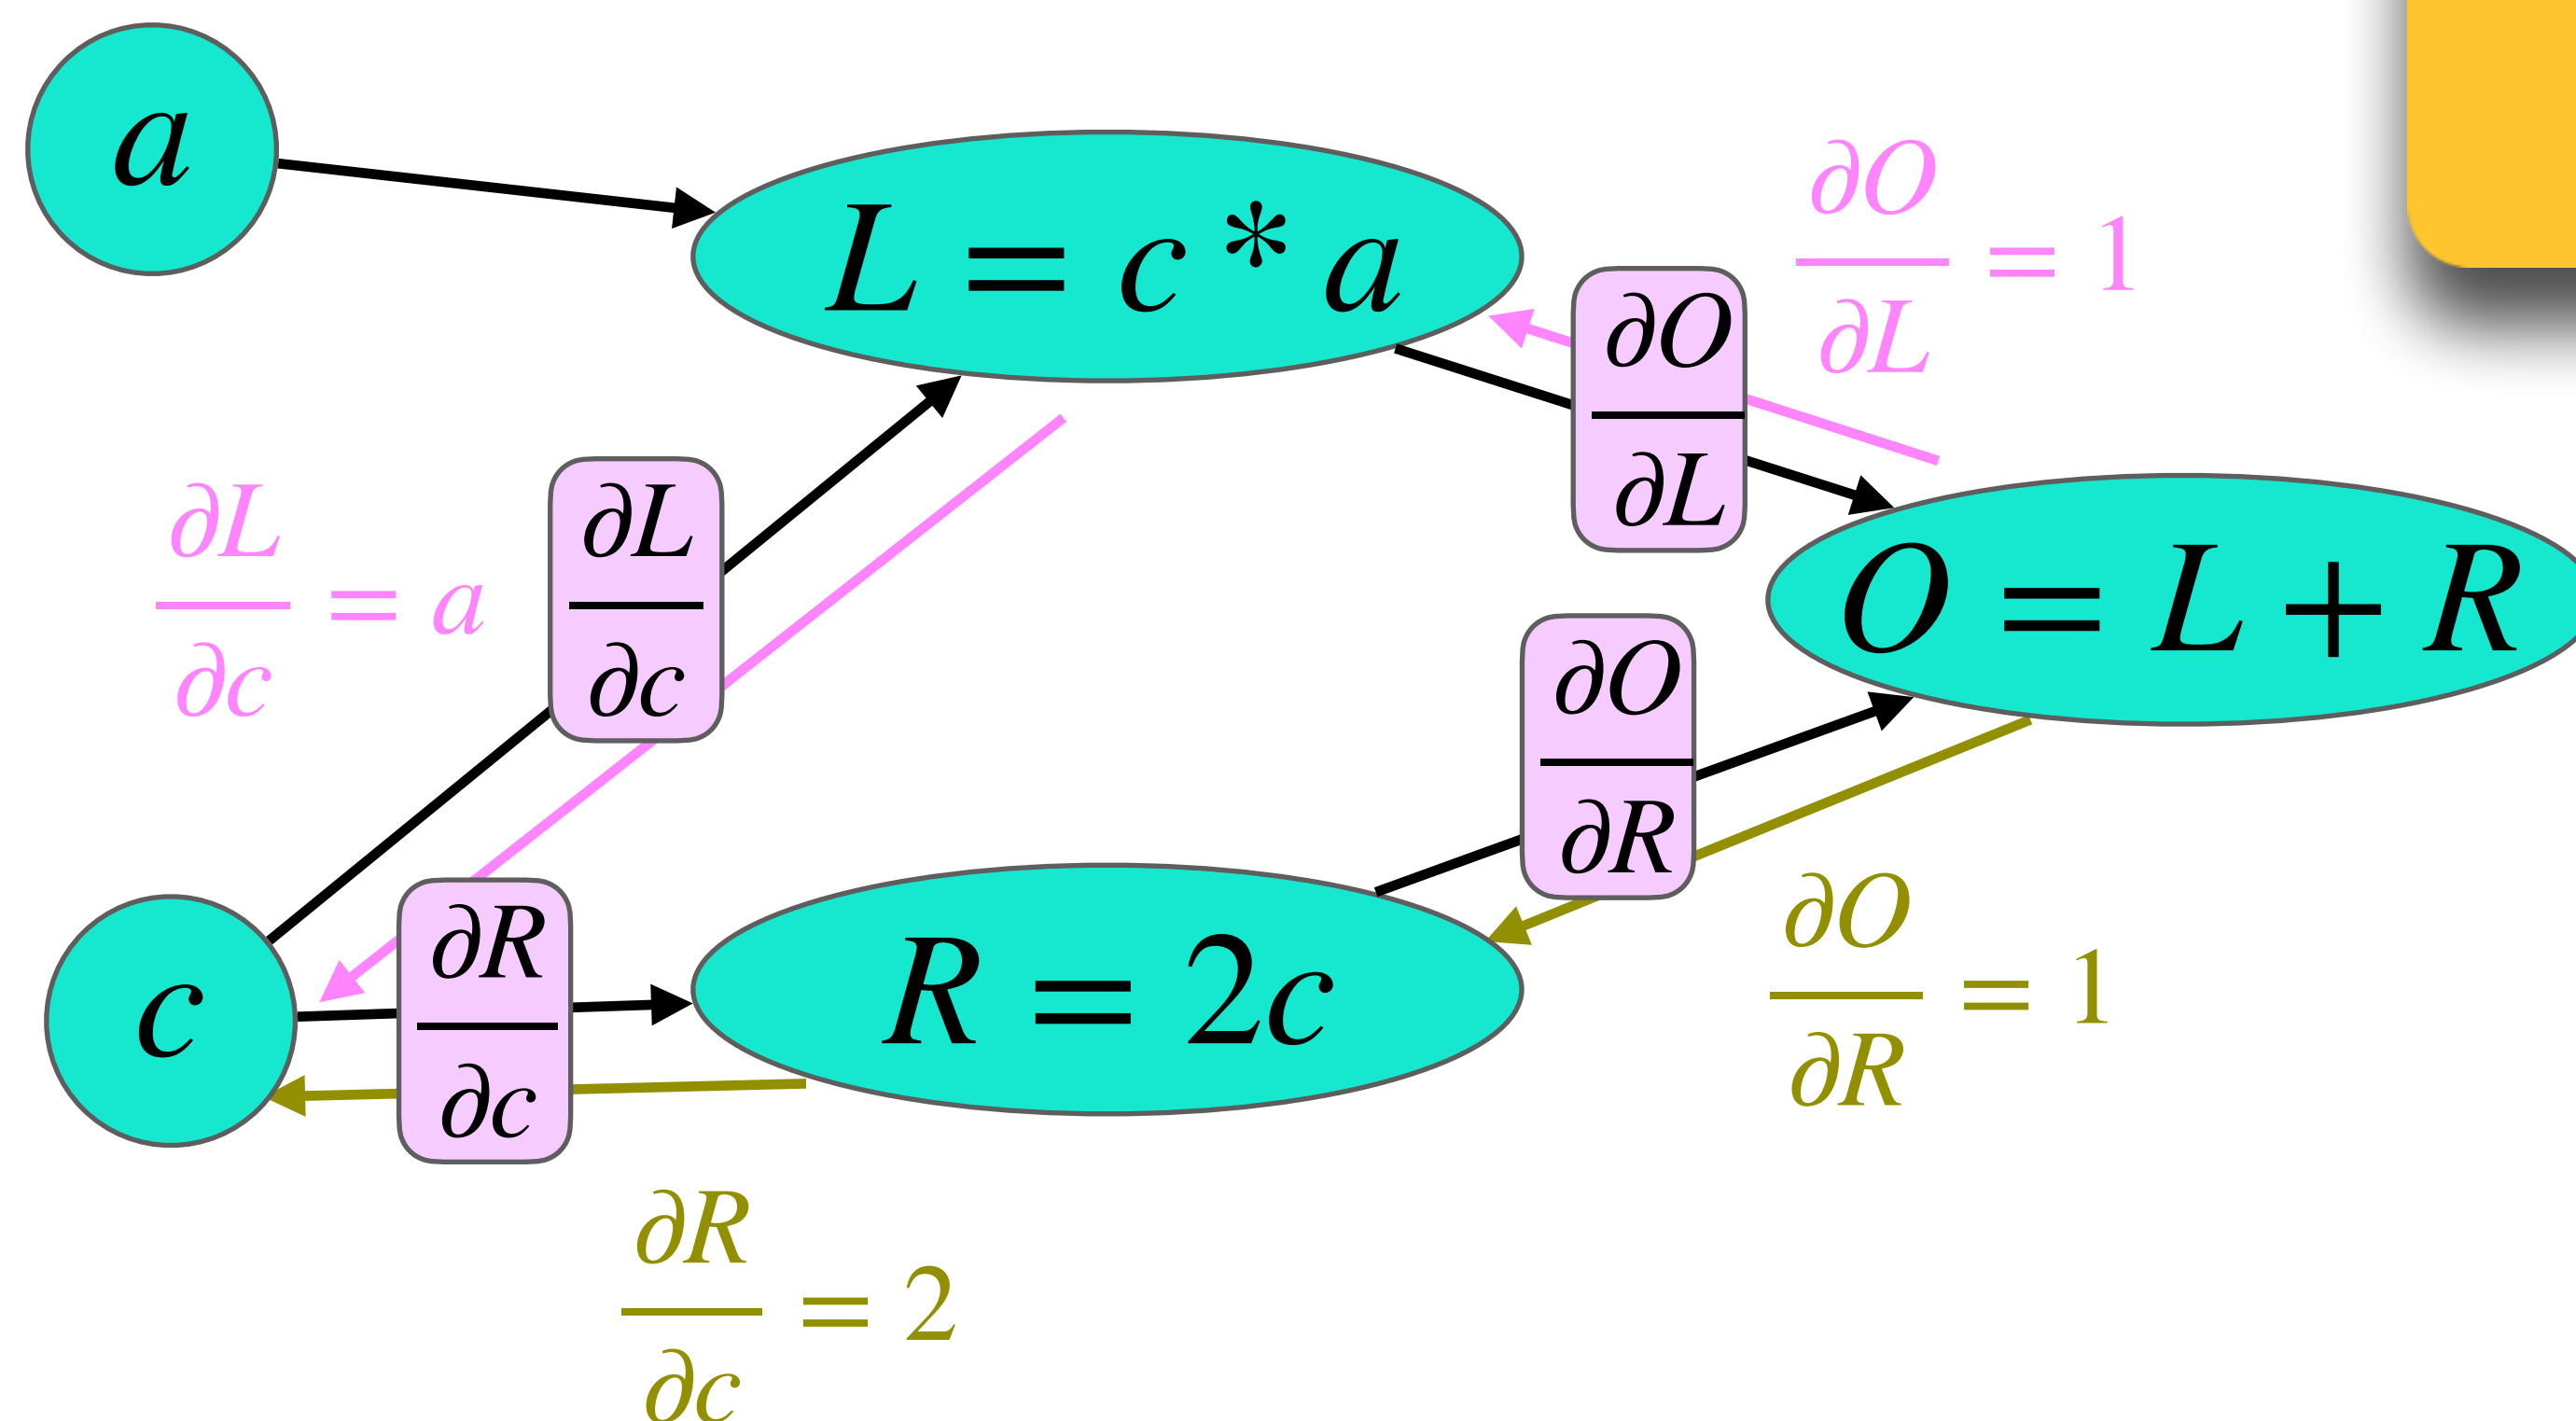 a
L = c * a
∂O/∂L = 1
∂O/∂L
∂L/∂c = a
∂L/∂c
O = L + R
∂O/∂R
c
∂R/∂c
R = 2c
∂O/∂R = 1
∂R/∂c = 2